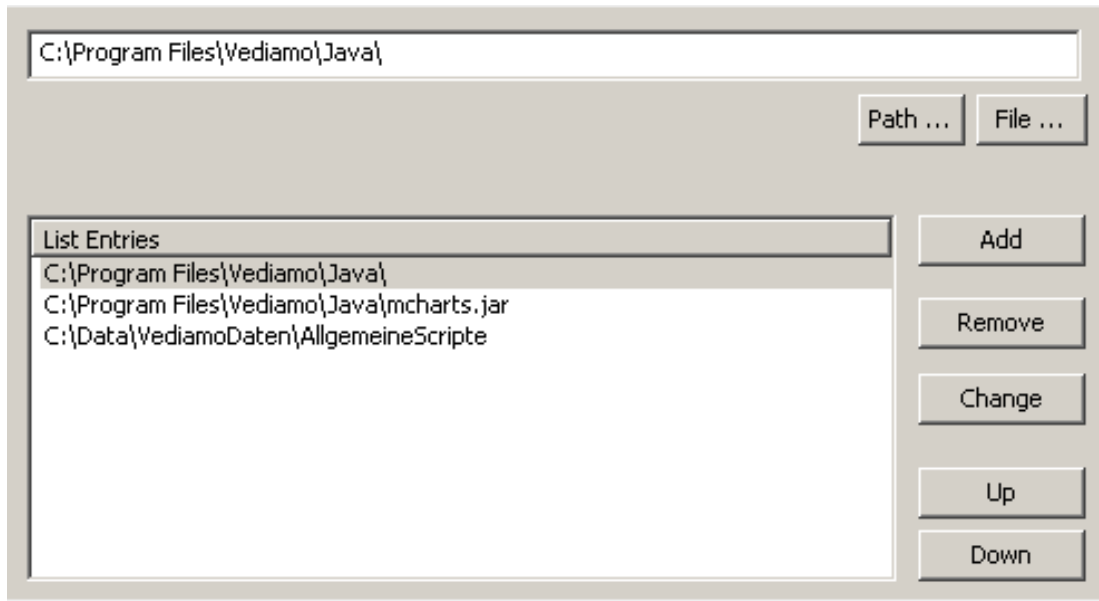 C:\Program Files\Vediamo\Java\
Path ...
File ...
List Entries
C:\Program Files\Vediamo\Java\
C:\Program Files\Vediamo\Java\mcharts.jar
C:\Data\VediamoDaten\AllgemeineScripte
Add
Remove
Change
Up
Down